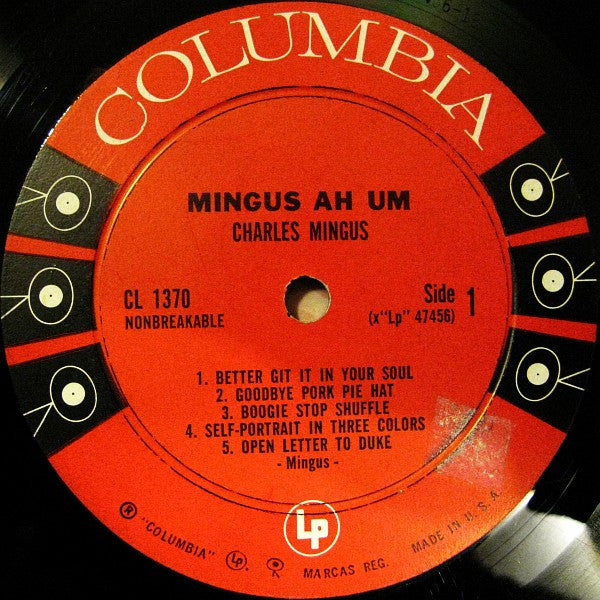 COLUMBIA
MINGUS AH UM
CHARLES MINGUS
CL 1370
NONBREAKABLE
Side 1
(x"Lp" 47456)
1. BETTER GIT IT IN YOUR SOUL
2. GOODBYE PORK PIE HAT
3. BOOGIE STOP SHUFFLE
4. SELF-PORTRAIT IN THREE COLORS
5. OPEN LETTER TO DUKE
- Mingus -
Lp
® "COLUMBIA" Lp. MARCAS REG. MADE IN U.S.A.